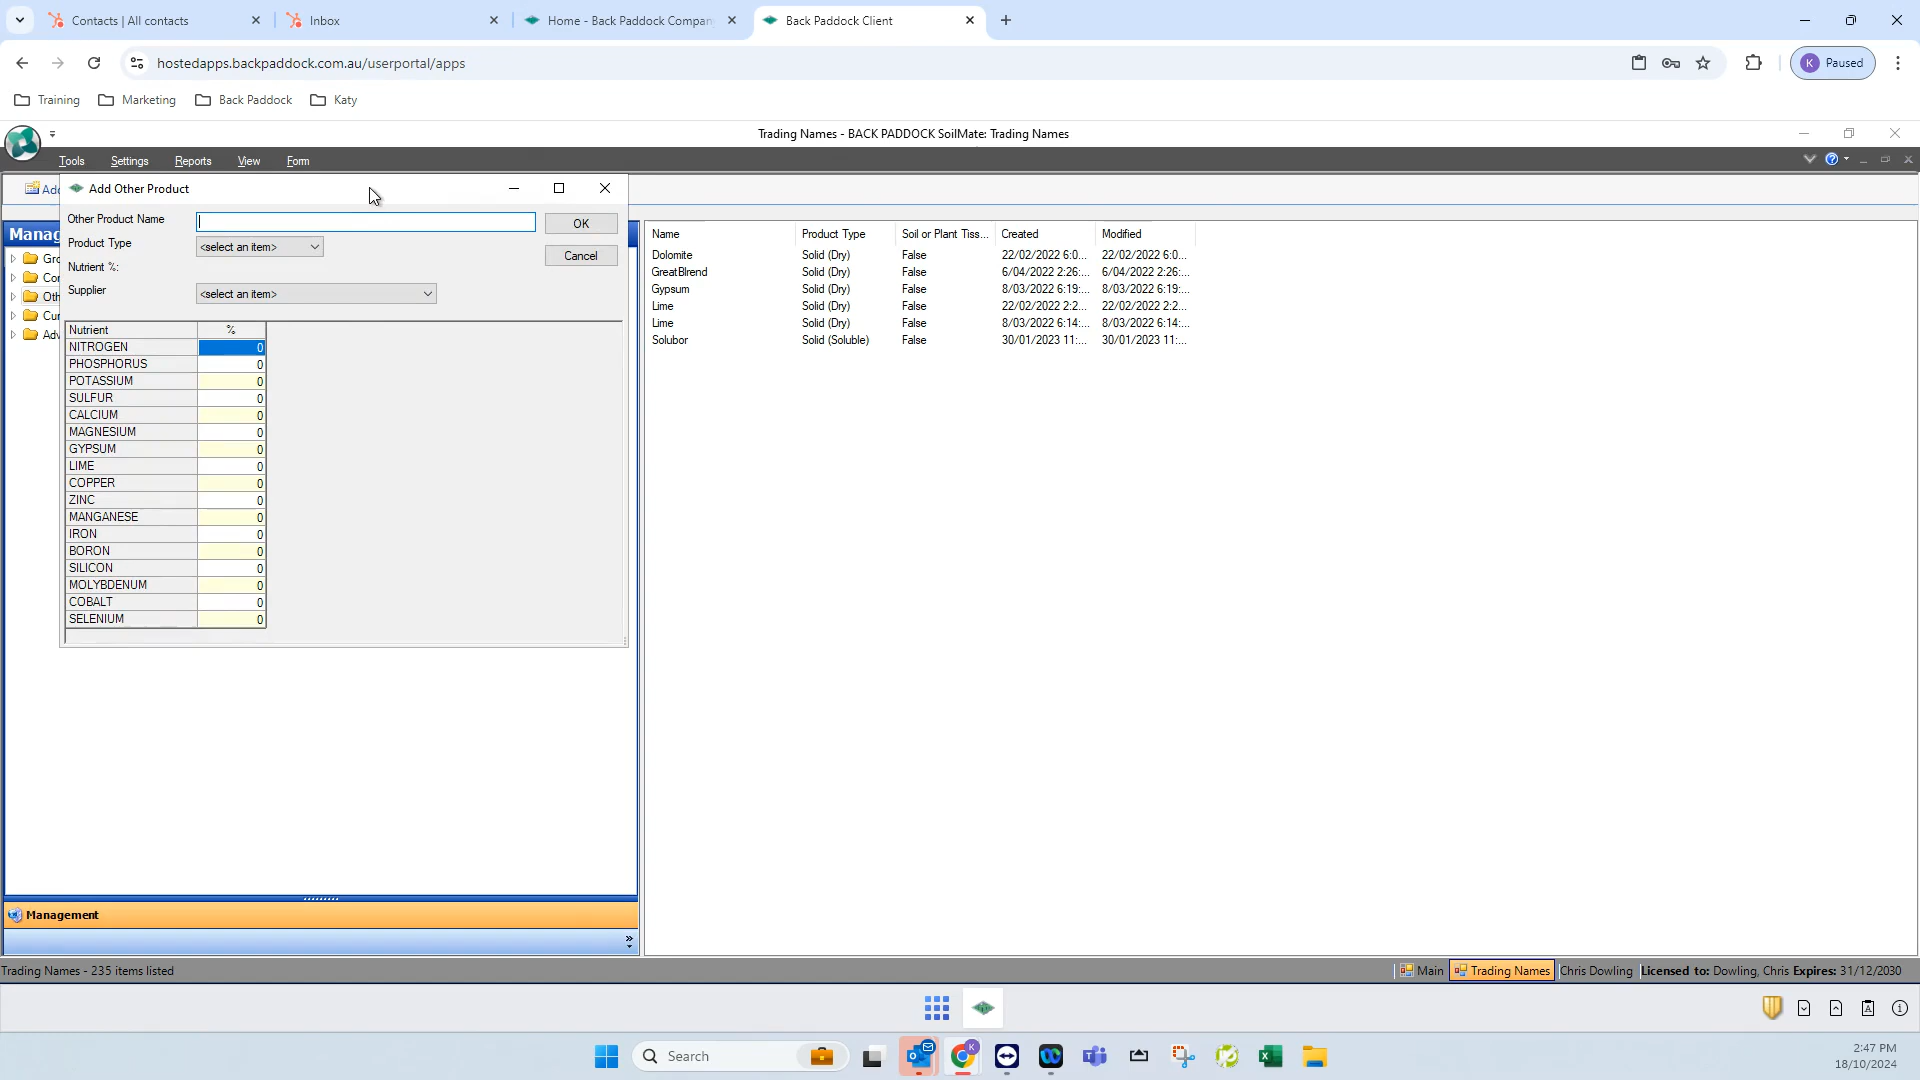 Contacts | All contacts
Inbox
Home - Back Paddock Compan
Back Paddock Client
hostedapps.backpaddock.com.au/userportal/apps
K Paused
Training
Marketing
Back Paddock
Katy
Trading Names - BACK PADDOCK SoilMate: Trading Names
Tools Settings Reports View Form
Add
Add Other Product
Other Product Name
OK
Product Type <select an item>
Cancel
Nutrient %:
Supplier <select an item>
Manag
Gro
Cor
Oth
Cur
Adv
Nutrient %
NITROGEN 0
PHOSPHORUS 0
POTASSIUM 0
SULFUR 0
CALCIUM 0
MAGNESIUM 0
GYPSUM 0
LIME 0
COPPER 0
ZINC 0
MANGANESE 0
IRON 0
BORON 0
SILICON 0
MOLYBDENUM 0
COBALT 0
SELENIUM 0
Name Product Type Soil or Plant Tiss... Created Modified
Dolomite Solid (Dry) False 22/02/2022 6:0... 22/02/2022 6:0...
GreatBlrend Solid (Dry) False 6/04/2022 2:26:... 6/04/2022 2:26:...
Gypsum Solid (Dry) False 8/03/2022 6:19:... 8/03/2022 6:19:...
Lime Solid (Dry) False 22/02/2022 2:2... 22/02/2022 2:2...
Lime Solid (Dry) False 8/03/2022 6:14:... 8/03/2022 6:14:...
Solubor Solid (Soluble) False 30/01/2023 11:... 30/01/2023 11:...
Management
Trading Names - 235 items listed
Main
Trading Names
Chris Dowling
Licensed to: Dowling, Chris Expires: 31/12/2030
Search
2:47 PM
18/10/2024